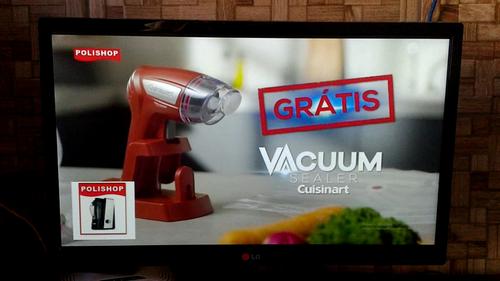 POLISHOP
GRÁTIS
VACUUM
SEALER
Cuisinart
POLISHOP
LG